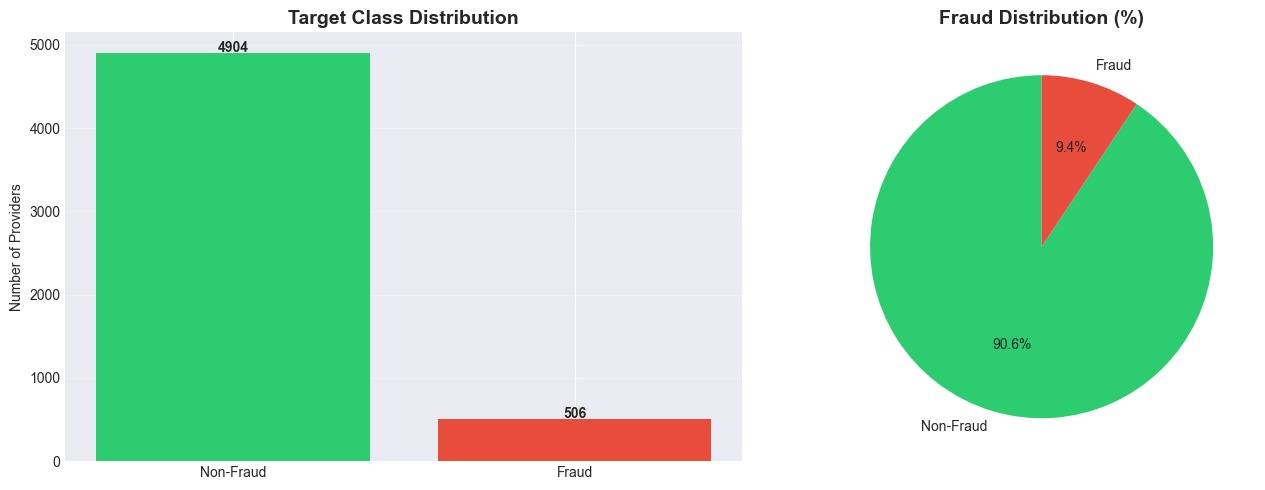 Target Class Distribution
Number of Providers
5000
4000
3000
2000
1000
0
4904
506
Non-Fraud
Fraud
Fraud Distribution (%)
Fraud
9.4%
90.6%
Non-Fraud